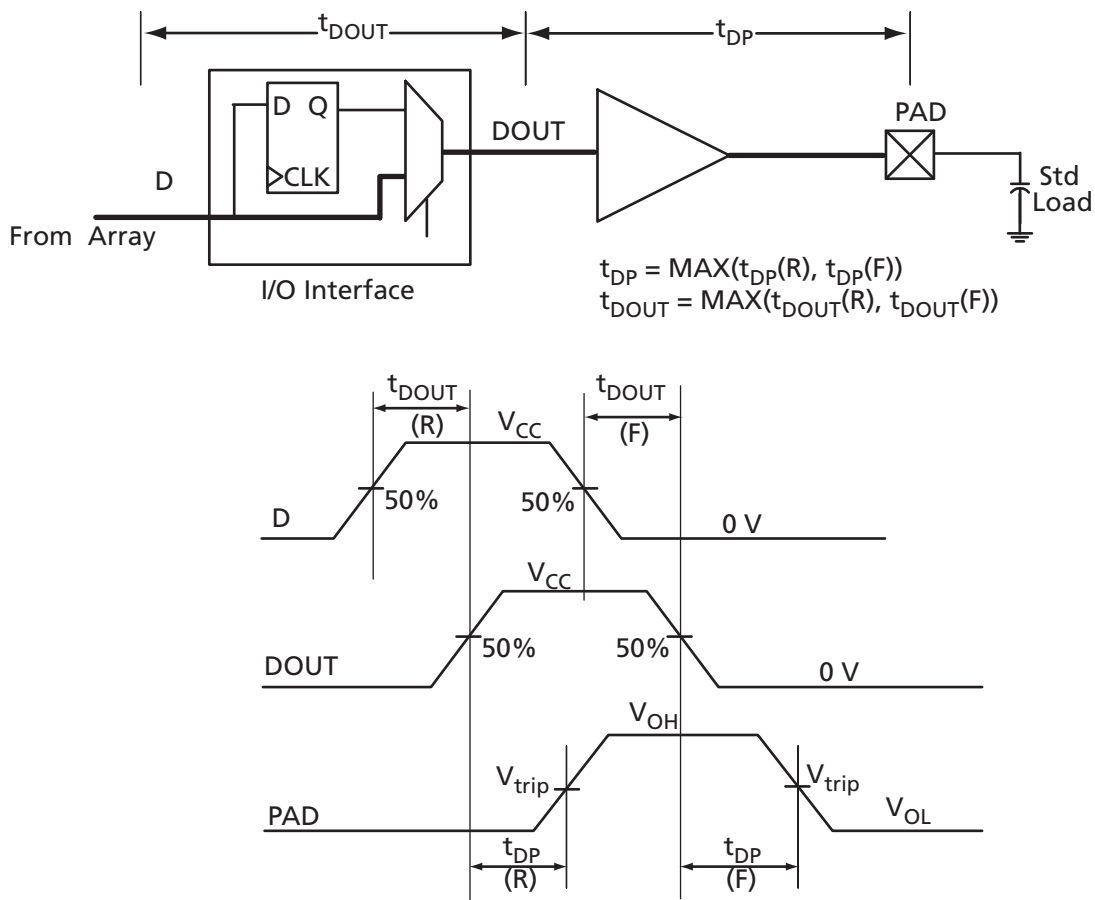 tDOUT tDP
D Q
CLK
D
From Array
I/O Interface
DOUT
PAD
Std
Load
tDP = MAX(tDP(R), tDP(F))
tDOUT = MAX(tDOUT(R), tDOUT(F))
tDOUT
(R)
tDOUT
(F)
VCC
50%
50%
D
0 V
VCC
50%
50%
DOUT
0 V
VOH
Vtrip
Vtrip
PAD
VOL
tDP
(R)
tDP
(F)